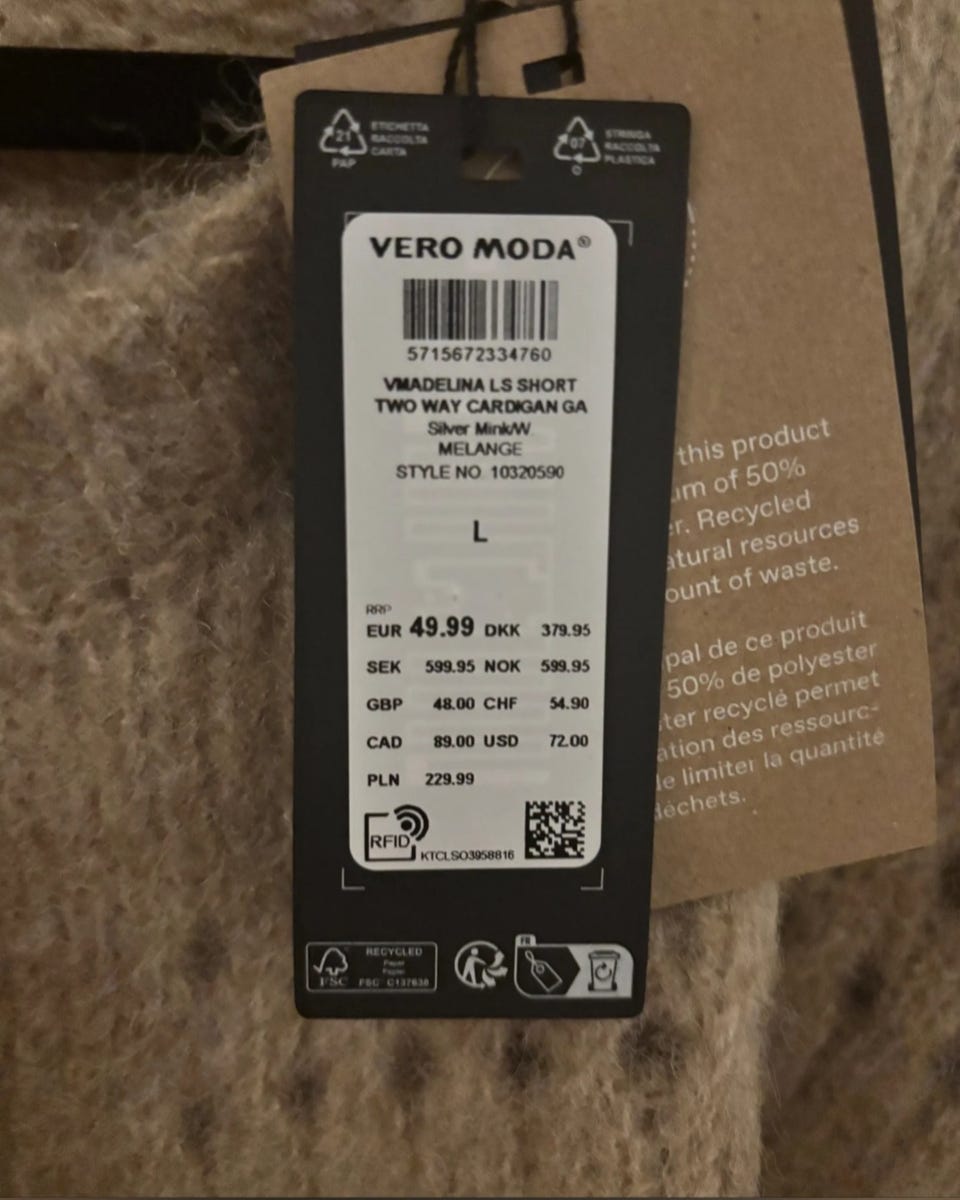 21
PAP
ETICHETTA
RACCOLTA
CARTA
07
STRINGA
RACCOLTA
PLASTICA
VERO MODA®
5715672334760
VMADELINA LS SHORT
TWO WAY CARDIGAN GA
Silver Mink/W.
MELANGE
STYLE NO. 10320590
L
RRP
EUR 49.99 DKK 379.95
SEK 599.95 NOK 599.95
GBP 48.00 CHF 54.90
CAD 89.00 USD 72.00
PLN 229.99
RFID
KTCLSO3958816
FSC
RECYCLED
Paper
Papier
FSC® C137638
FR
this product
um of 50%
er. Recycled
atural resources
ount of waste.
pal de ce produit
50% de polyester
ter recyclé permet
ation des ressourc-
de limiter la quantité
déchets.